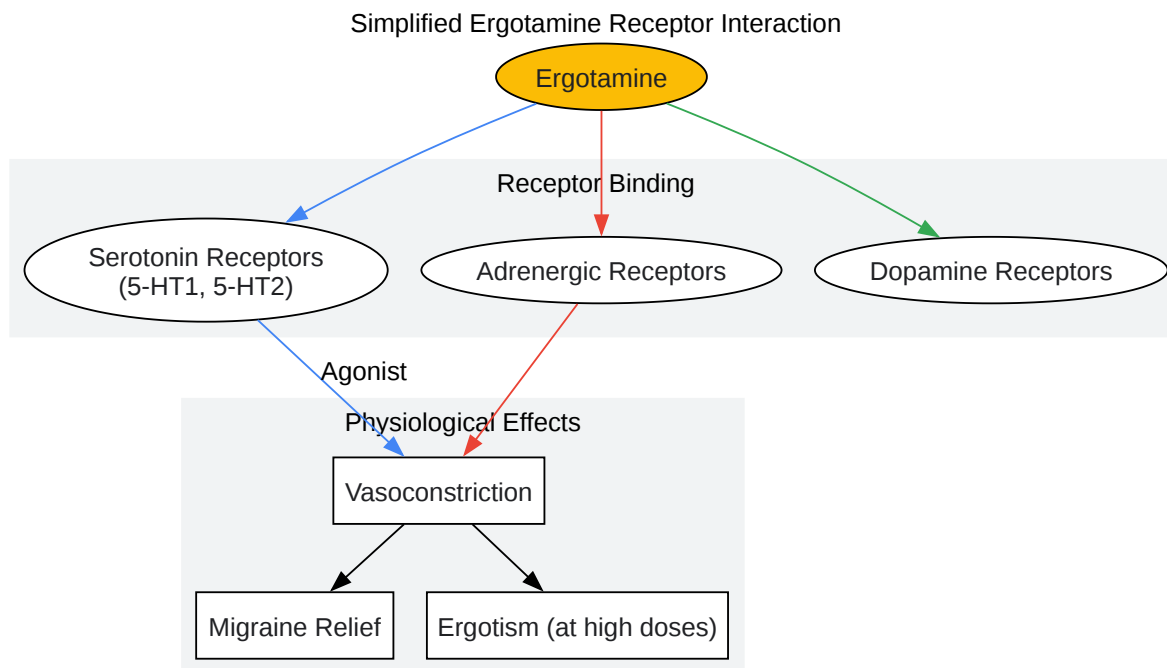 Simplified Ergotamine Receptor Interaction
Ergotamine
Receptor Binding
Serotonin Receptors
(5-HT1, 5-HT2)
Adrenergic Receptors
Dopamine Receptors
Agonist
Physiological Effects
Vasoconstriction
Migraine Relief
Ergotism (at high doses)